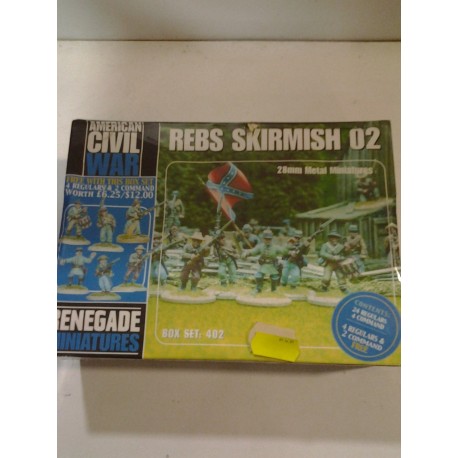 AMERICAN
CIVIL
WAR
FREE WITH THIS BOX SET
4 REGULARS & 2 COMMAND
WORTH £6.25/$12.00
RENEGADE
MINIATURES
REBS SKIRMISH 02
28mm Metal Miniatures
BOX SET: 402
CONTENTS:
24 REGULARS
4 COMMAND
4 REGULARS &
2 COMMAND
FREE